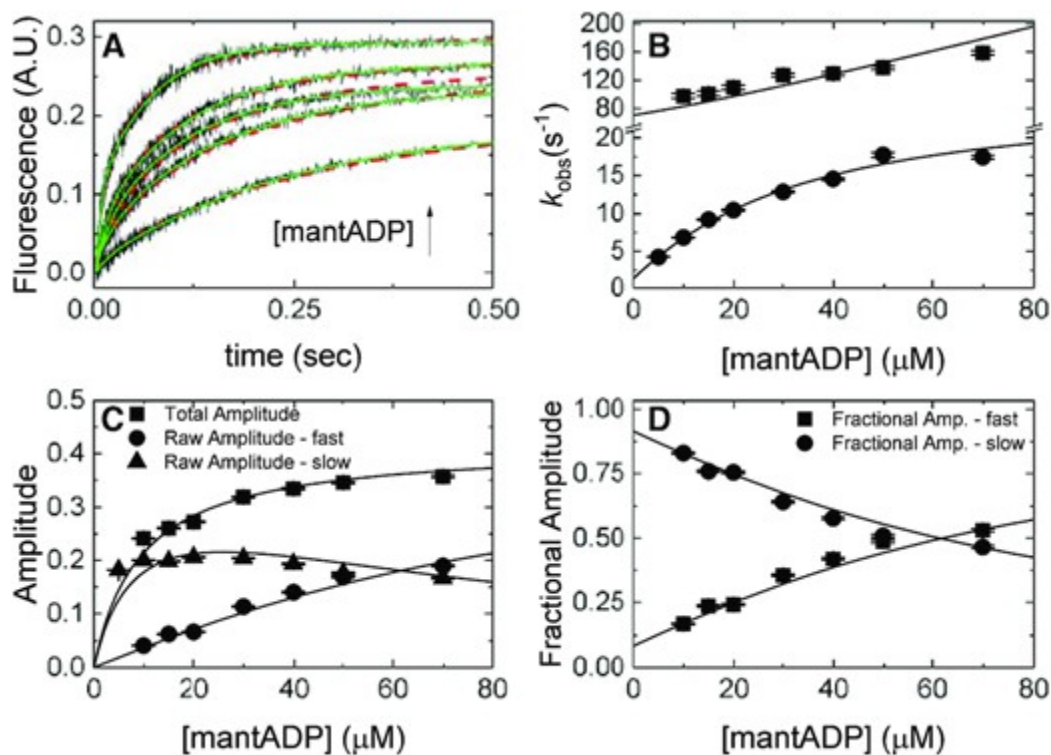 A
Fluorescence (A.U.)
0.3
0.2
0.1
0.0
[mantADP]
0.00
0.25
0.50
time (sec)
B
k_obs(s⁻¹)
200
160
120
80
20
15
10
5
0
0
20
40
60
80
[mantADP] (μM)
C
Total Amplitude
Raw Amplitude - fast
Raw Amplitude - slow
Amplitude
0.5
0.4
0.3
0.2
0.1
0.0
0
20
40
60
80
[mantADP] (μM)
D
Fractional Amp. - fast
Fractional Amp. - slow
Fractional Amplitude
1.00
0.75
0.50
0.25
0.00
0
20
40
60
80
[mantADP] (μM)